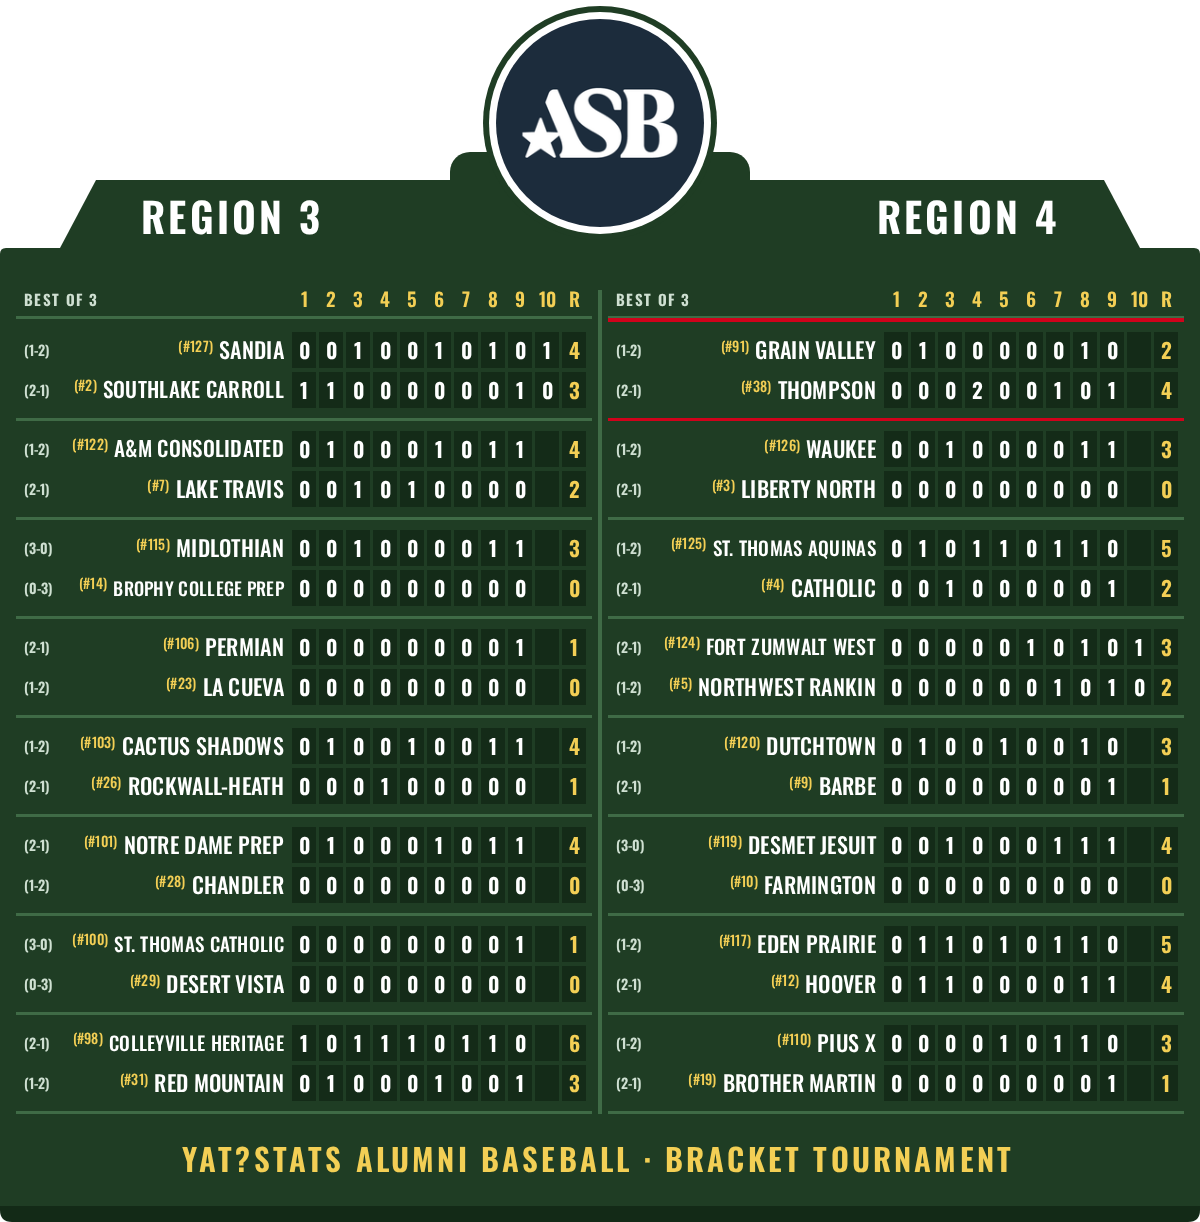 ASB
REGION 3
REGION 4
BEST OF 3 1 2 3 4 5 6 7 8 9 10 R
(1-2) (#127) SANDIA 0 0 1 0 0 1 0 1 0 1 4
(2-1) (#2) SOUTHLAKE CARROLL 1 1 0 0 0 0 0 0 1 0 3
(1-2) (#122) A&M CONSOLIDATED 0 1 0 0 0 1 0 1 1 4
(2-1) (#7) LAKE TRAVIS 0 0 1 0 1 0 0 0 0 2
(3-0) (#115) MIDLOTHIAN 0 0 1 0 0 0 0 1 1 3
(0-3) (#14) BROPHY COLLEGE PREP 0 0 0 0 0 0 0 0 0 0
(2-1) (#106) PERMIAN 0 0 0 0 0 0 0 0 1 1
(1-2) (#23) LA CUEVA 0 0 0 0 0 0 0 0 0 0
(1-2) (#103) CACTUS SHADOWS 0 1 0 0 1 0 0 1 1 4
(2-1) (#26) ROCKWALL-HEATH 0 0 0 1 0 0 0 0 0 1
(2-1) (#101) NOTRE DAME PREP 0 1 0 0 0 1 0 1 1 4
(1-2) (#28) CHANDLER 0 0 0 0 0 0 0 0 0 0
(3-0) (#100) ST. THOMAS CATHOLIC 0 0 0 0 0 0 0 0 1 1
(0-3) (#29) DESERT VISTA 0 0 0 0 0 0 0 0 0 0
(2-1) (#98) COLLEYVILLE HERITAGE 1 0 1 1 1 0 1 1 0 6
(1-2) (#31) RED MOUNTAIN 0 1 0 0 0 1 0 0 1 3
BEST OF 3 1 2 3 4 5 6 7 8 9 10 R
(1-2) (#91) GRAIN VALLEY 0 1 0 0 0 0 0 1 0 2
(2-1) (#38) THOMPSON 0 0 0 2 0 0 1 0 1 4
(1-2) (#126) WAUKEE 0 0 1 0 0 0 0 1 1 3
(2-1) (#3) LIBERTY NORTH 0 0 0 0 0 0 0 0 0 0
(1-2) (#125) ST. THOMAS AQUINAS 0 1 0 1 1 0 1 1 0 5
(2-1) (#4) CATHOLIC 0 0 1 0 0 0 0 0 1 2
(2-1) (#124) FORT ZUMWALT WEST 0 0 0 0 0 1 0 1 0 1 3
(1-2) (#5) NORTHWEST RANKIN 0 0 0 0 0 0 1 0 1 0 2
(1-2) (#120) DUTCHTOWN 0 1 0 0 1 0 0 1 0 3
(2-1) (#9) BARBE 0 0 0 0 0 0 0 0 1 1
(3-0) (#119) DESMET JESUIT 0 0 1 0 0 0 1 1 1 4
(0-3) (#10) FARMINGTON 0 0 0 0 0 0 0 0 0 0
(1-2) (#117) EDEN PRAIRIE 0 1 1 0 1 0 1 1 0 5
(2-1) (#12) HOOVER 0 1 1 0 0 0 0 1 1 4
(1-2) (#110) PIUS X 0 0 0 0 1 0 1 1 0 3
(2-1) (#19) BROTHER MARTIN 0 0 0 0 0 0 0 0 1 1
YAT?STATS ALUMNI BASEBALL · BRACKET TOURNAMENT